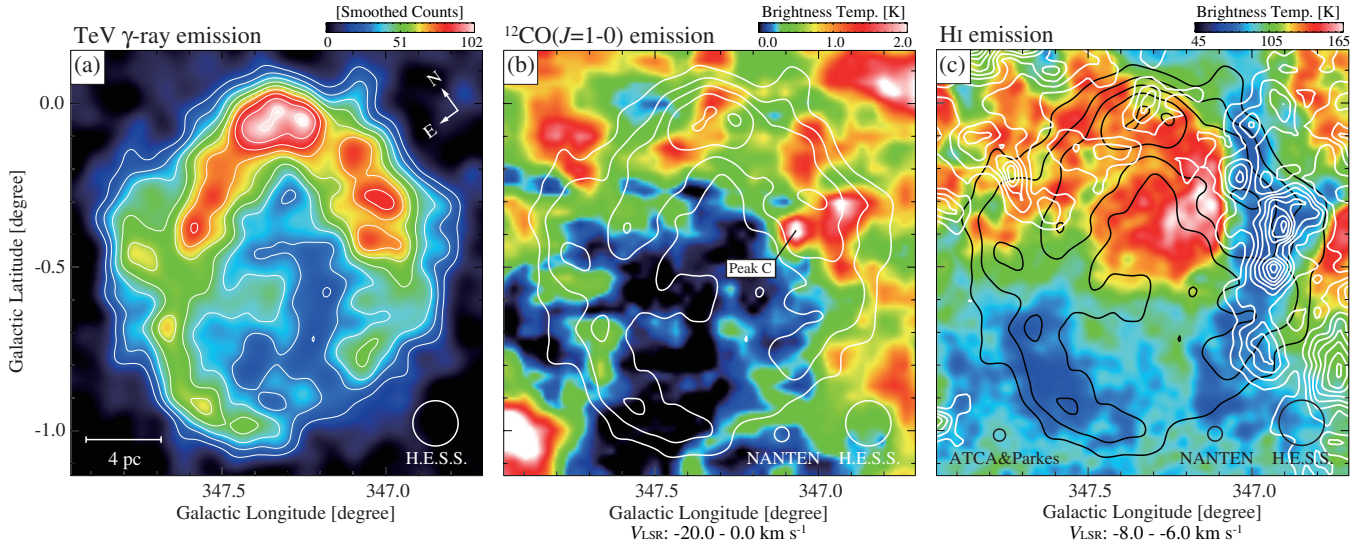 [Smoothed Counts]
TeV γ-ray emission
0 51 102
(a)
N
E
0.0
-0.5
-1.0
Galactic Latitude [degree]
4 pc
H.E.S.S.
347.5 347.0
Galactic Longitude [degree]
Brightness Temp. [K]
¹²CO(J=1-0) emission
0.0 1.0 2.0
(b)
Peak C
NANTEN H.E.S.S.
347.5 347.0
Galactic Longitude [degree]
VLSR: -20.0 - 0.0 km s⁻¹
Brightness Temp. [K]
HI emission
45 105 165
(c)
ATCA&Parkes NANTEN H.E.S.S.
347.5 347.0
Galactic Longitude [degree]
VLSR: -8.0 - -6.0 km s⁻¹